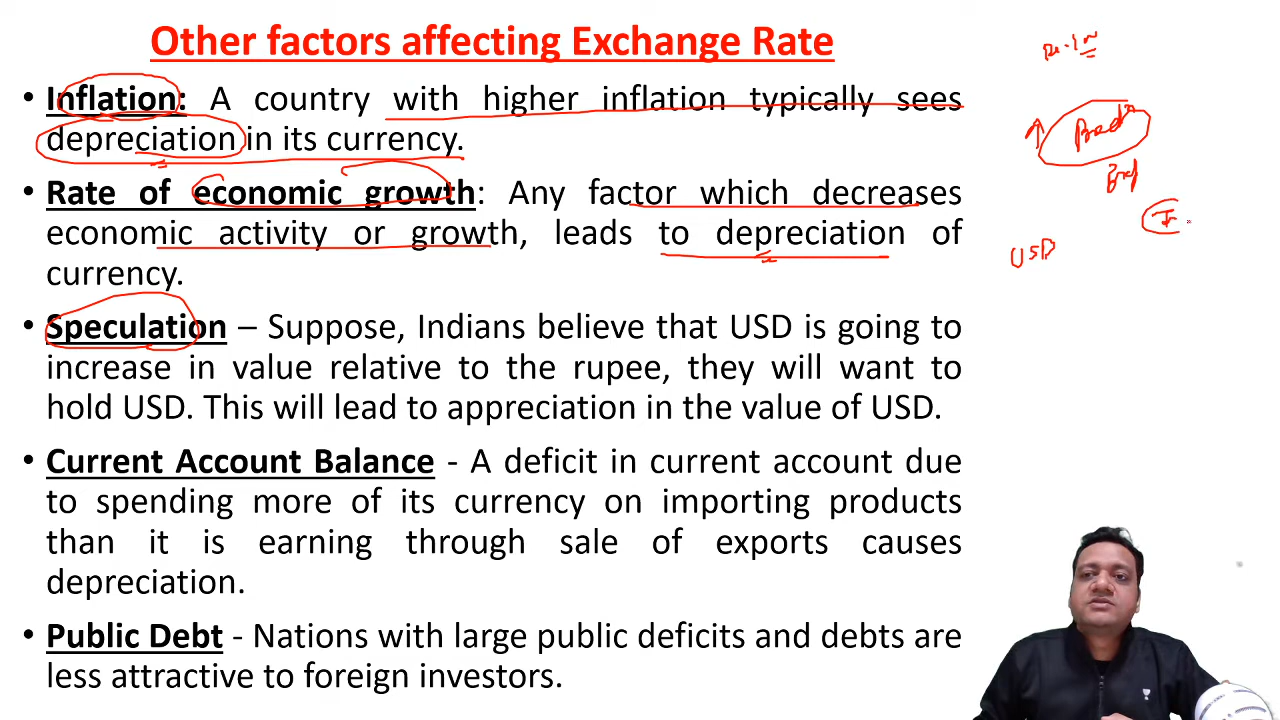 Other factors affecting Exchange Rate
• Inflation: A country with higher inflation typically sees
depreciation in its currency.
• Rate of economic growth: Any factor which decreases
economic activity or growth, leads to depreciation of
currency.
• Speculation – Suppose, Indians believe that USD is going to
increase in value relative to the rupee, they will want to
hold USD. This will lead to appreciation in the value of USD.
• Current Account Balance - A deficit in current account due
to spending more of its currency on importing products
than it is earning through sale of exports causes
depreciation.
• Public Debt - Nations with large public deficits and debts are
less attractive to foreign investors.
USD